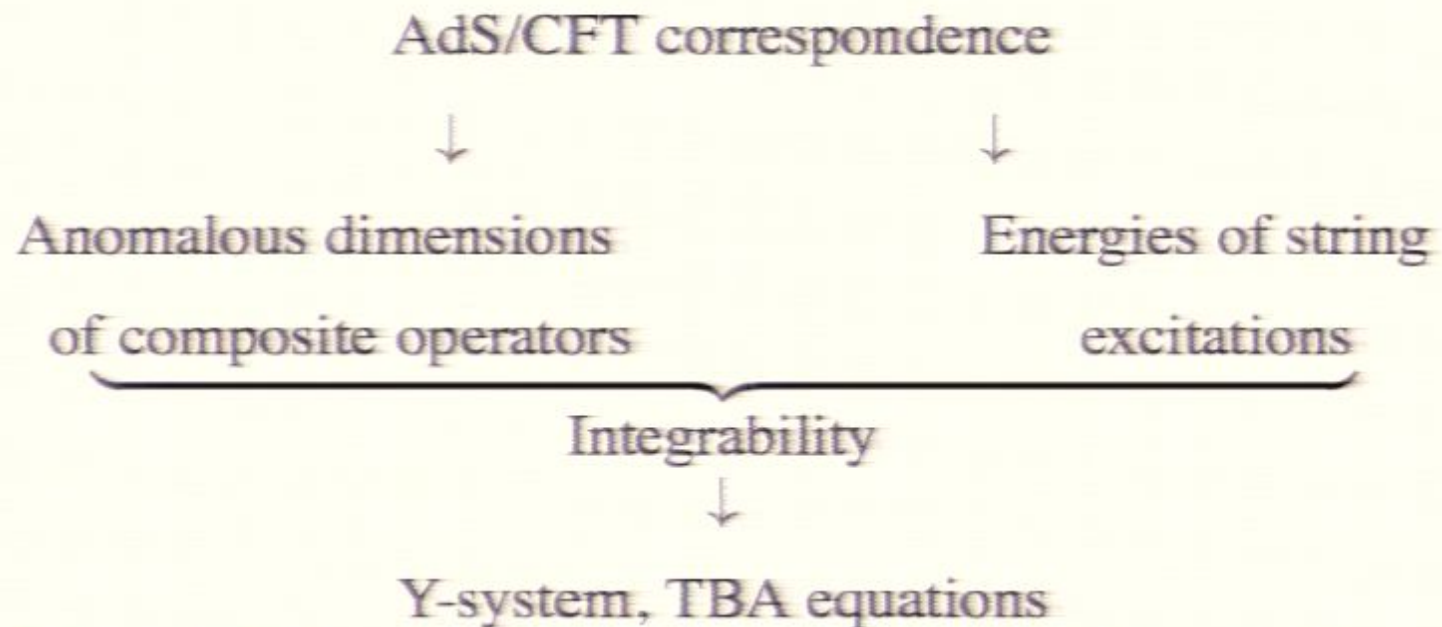 AdS/CFT correspondence
↓ ↓
Anomalous dimensions Energies of string
of composite operators excitations
Integrability
↓
Y-system, TBA equations